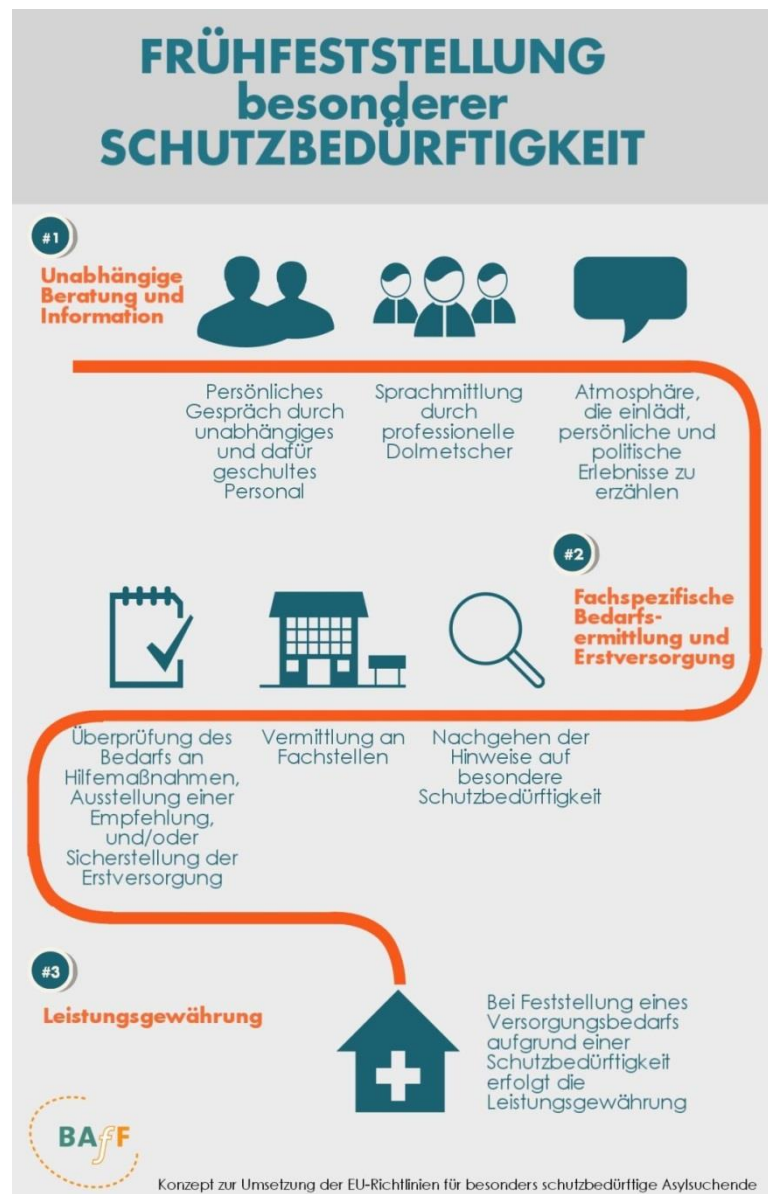 FRÜHFESTSTELLUNG
besonderer
SCHUTZBEDÜRFTIGKEIT
#1
Unabhängige
Beratung und
Information
Persönliches
Gespräch durch
unabhängiges
und dafür
geschultes
Personal
Sprachmittlung
durch
professionelle
Dolmetscher
Atmosphäre,
die einlädt,
persönliche und
politische
Erlebnisse zu
erzählen
#2
Fachspezifische
Bedarfs-
ermittlung und
Erstversorgung
Nachgehen der
Hinweise auf
besondere
Schutzbedürftigkeit
Vermittlung an
Fachstellen
Überprüfung des
Bedarfs an
Hilfemaßnahmen,
Ausstellung einer
Empfehlung,
und/oder
Sicherstellung der
Erstversorgung
#3
Leistungsgewährung
Bei Feststellung eines
Versorgungsbedarfs
aufgrund einer
Schutzbedürftigkeit
erfolgt die
Leistungsgewährung
BAfF
Konzept zur Umsetzung der EU-Richtlinien für besonders schutzbedürftige Asylsuchende